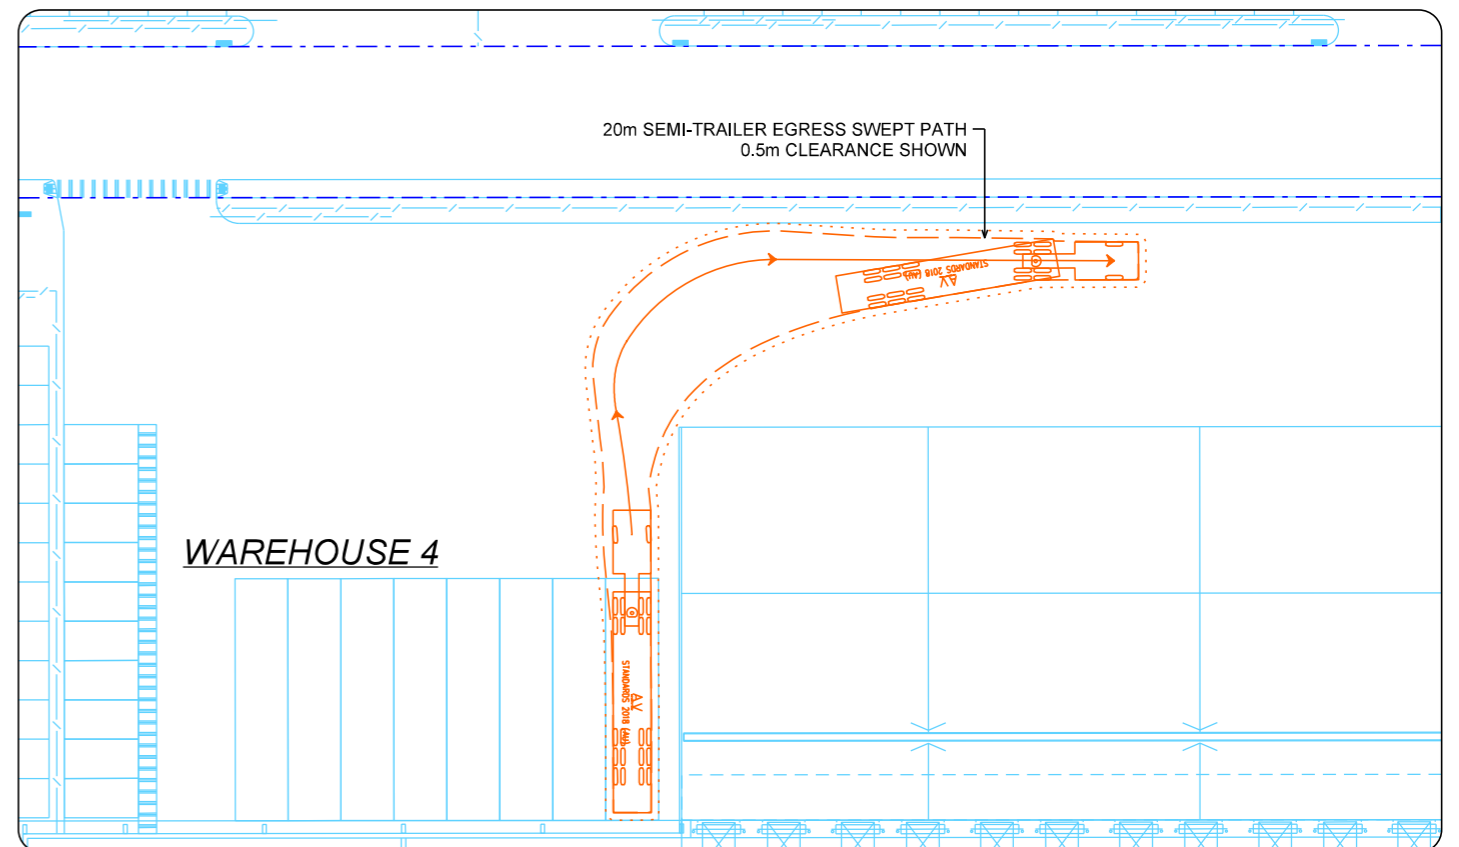 20m SEMI-TRAILER EGRESS SWEPT PATH
0.5m CLEARANCE SHOWN
STANDARDS 2018 (AU)
AV
WAREHOUSE 4
STANDARDS 2018 (AU)
AV